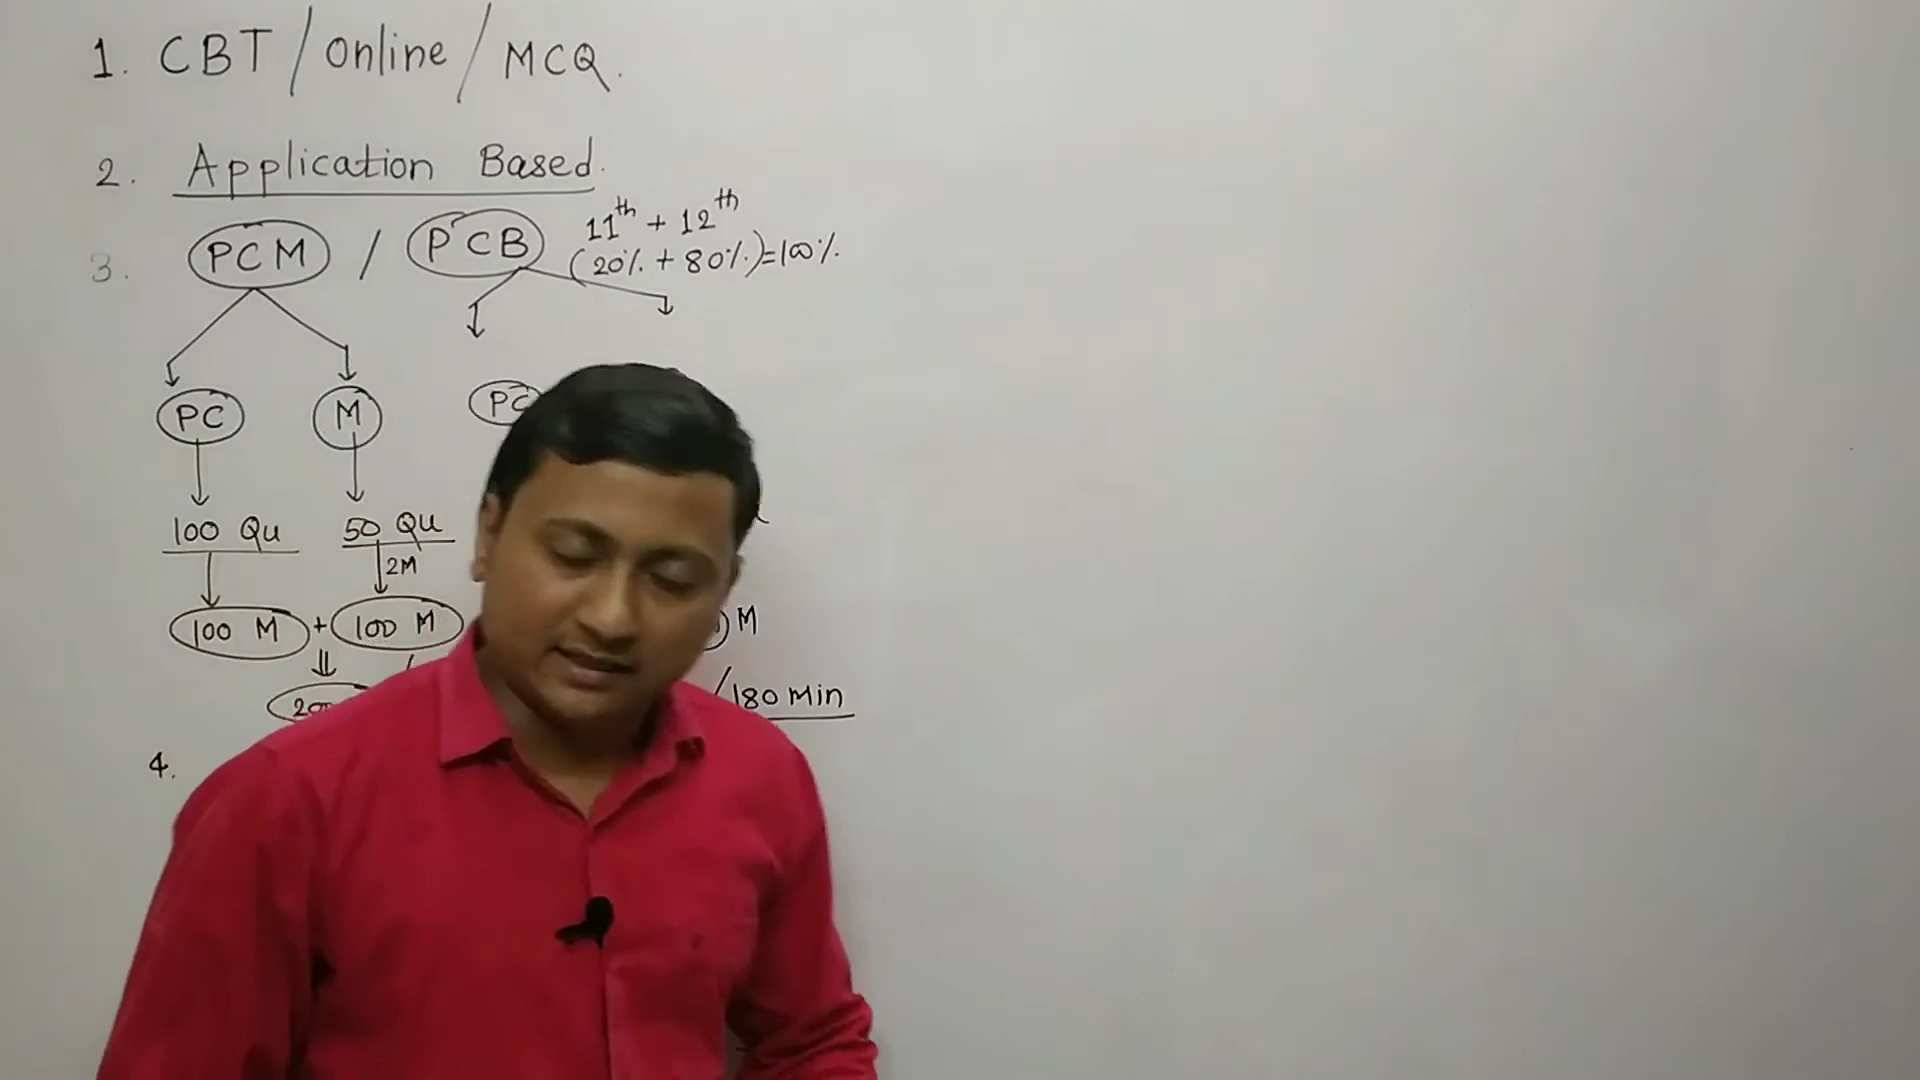 1. CBT / Online / MCQ.
2. Application Based.
3. PCM / PCB 11th + 12th
(20% + 80%) = 100%
PC M PC
100 Qu 50 Qu
2M
100 M + 100 M M
/ 180 Min
4.